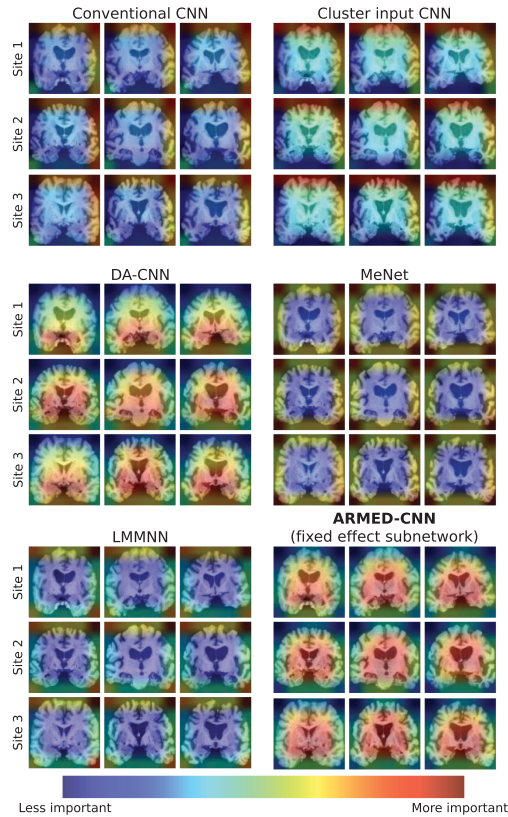 Conventional CNN
Cluster input CNN
Site 1
Site 2
Site 3
DA-CNN
MeNet
Site 1
Site 2
Site 3
LMMNN
ARMED-CNN
(fixed effect subnetwork)
Site 1
Site 2
Site 3
Less important
More important